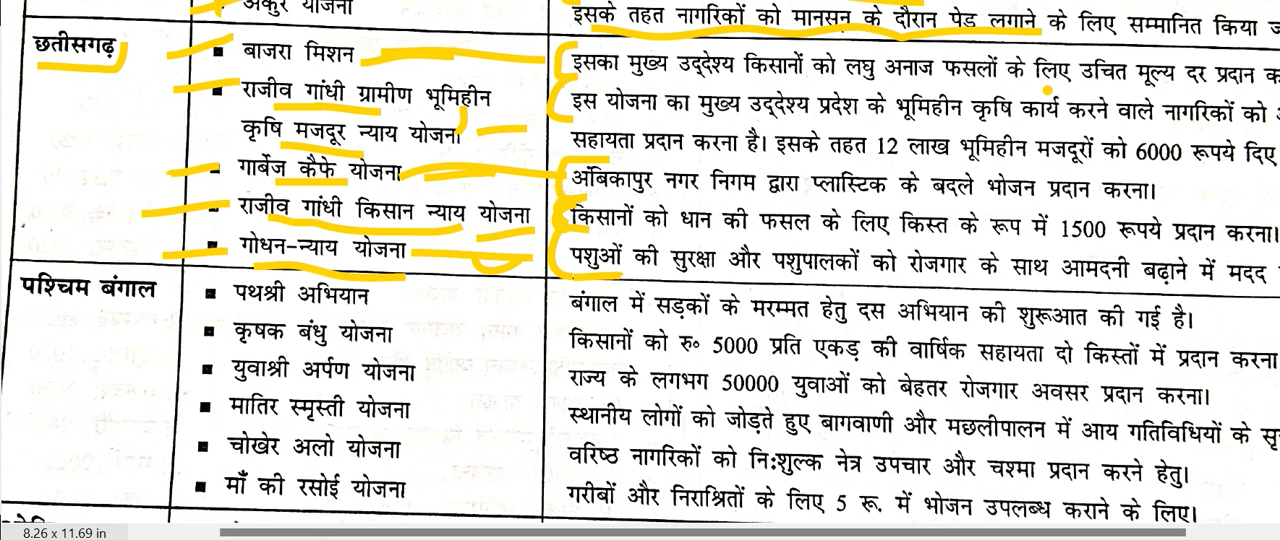 अंकुर योजना
इसके तहत नागरिकों को मानसून के दौरान पेड लगाने के लिए सम्मानित किया
छतीसगढ़
▪ बाजरा मिशन
इसका मुख्य उद्देश्य किसानों को लघु अनाज फसलों के लिए उचित मूल्य दर प्रदान
▪ राजीव गांधी ग्रामीण भूमिहीन
कृषि मजदूर न्याय योजना
इस योजना का मुख्य उद्देश्य प्रदेश के भूमिहीन कृषि कार्य करने वाले नागरिकों को
सहायता प्रदान करना है। इसके तहत 12 लाख भूमिहीन मजदूरों को 6000 रूपये दिए
▪ गार्बेज कैफे योजना
अंबिकापुर नगर निगम द्वारा प्लास्टिक के बदले भोजन प्रदान करना।
▪ राजीव गांधी किसान न्याय योजना
किसानों को धान की फसल के लिए किस्त के रूप में 1500 रूपये प्रदान करना।
▪ गोधन-न्याय योजना
पशुओं की सुरक्षा और पशुपालकों को रोजगार के साथ आमदनी बढ़ाने में मदद
पश्चिम बंगाल
▪ पथश्री अभियान
बंगाल में सड़कों के मरम्मत हेतु दस अभियान की शुरूआत की गई है।
▪ कृषक बंधु योजना
किसानों को रु० 5000 प्रति एकड़ की वार्षिक सहायता दो किस्तों में प्रदान करना
▪ युवाश्री अर्पण योजना
राज्य के लगभग 50000 युवाओं को बेहतर रोजगार अवसर प्रदान करना।
▪ मातिर स्मृस्ती योजना
स्थानीय लोगों को जोड़ते हुए बागवाणी और मछलीपालन में आय गतिविधियों के
▪ चोखेर अलो योजना
वरिष्ठ नागरिकों को निःशुल्क नेत्र उपचार और चश्मा प्रदान करने हेतु।
▪ माँ की रसोई योजना
गरीबों और निराश्रितों के लिए 5 रू. में भोजन उपलब्ध कराने के लिए।
8.26 x 11.69 in